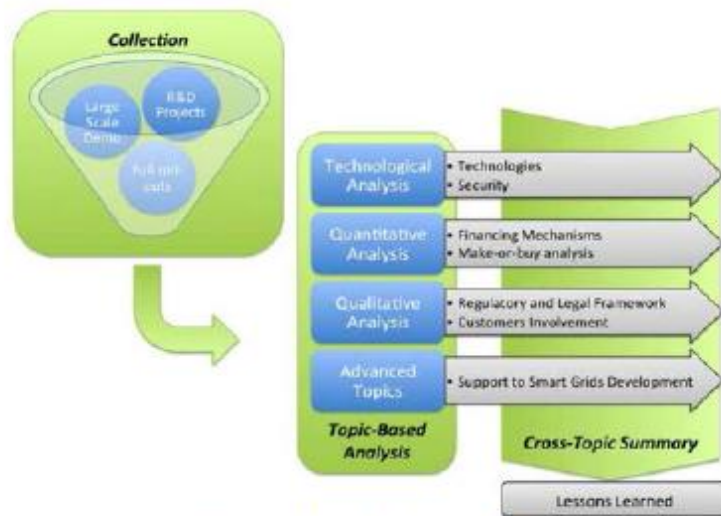 Collection
Large
Scale
Demo
R&D
Projects
Full roll-
outs
Technological
Analysis
• Technologies
• Security
Quantitative
Analysis
• Financing Mechanisms
• Make-or-buy analysis
Qualitative
Analysis
• Regulatory and Legal Framework
• Customers Involvement
Advanced
Topics
• Support to Smart Grids Development
Topic-Based
Analysis
Cross-Topic Summary
Lessons Learned